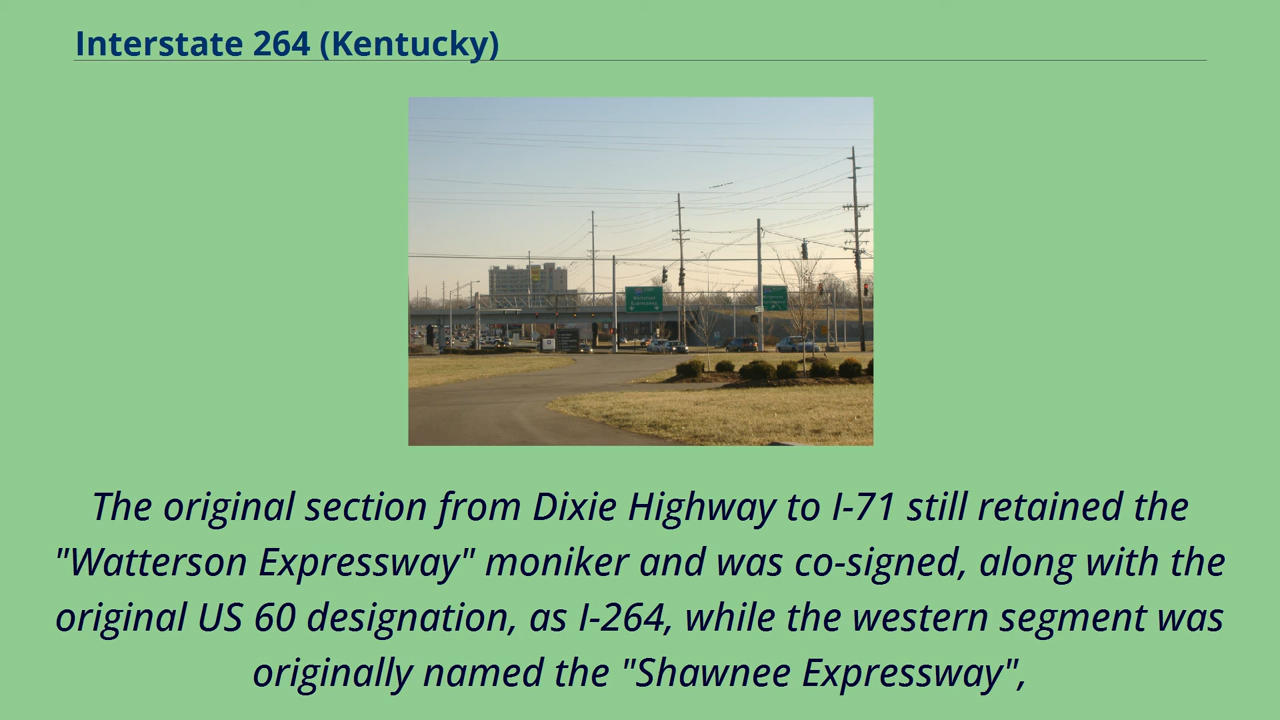 Interstate 264 (Kentucky)
Watterson
Expressway
The original section from Dixie Highway to I-71 still retained the
"Watterson Expressway" moniker and was co-signed, along with the
original US 60 designation, as I-264, while the western segment was
originally named the "Shawnee Expressway",